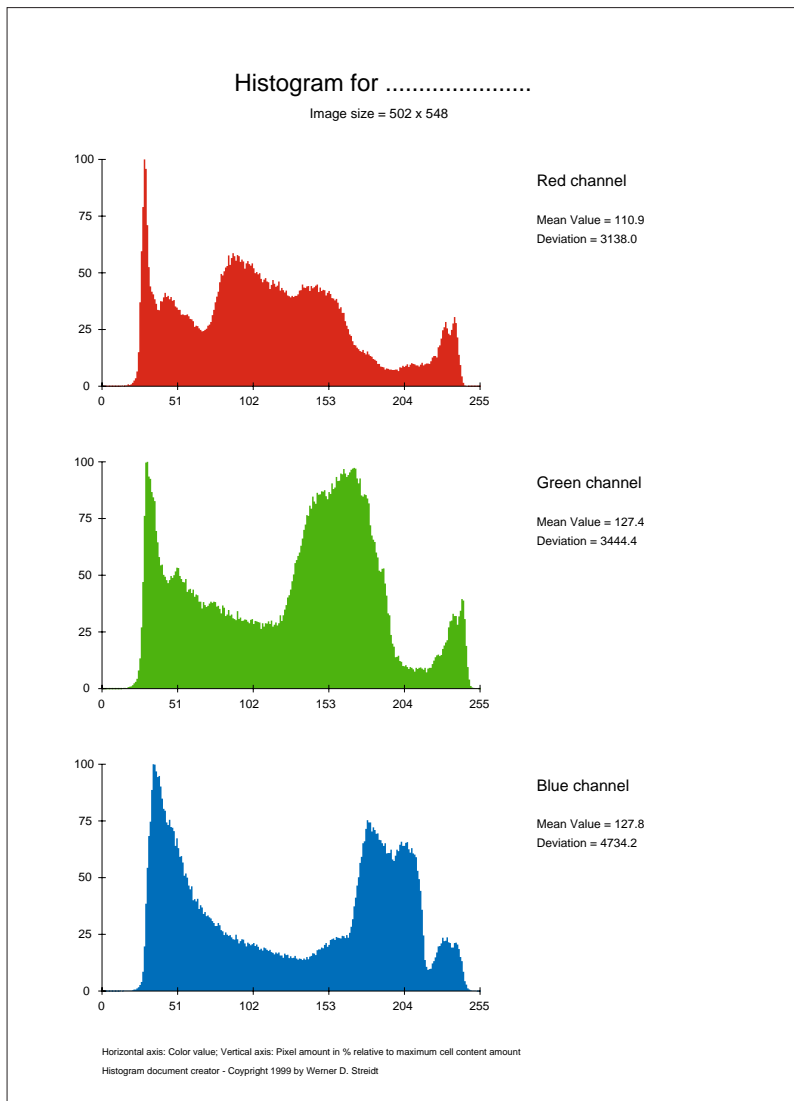 Histogram for ......................
Image size = 502 x 548
100
75
50
25
0
0 51 102 153 204 255
Red channel
Mean Value = 110.9
Deviation = 3138.0
100
75
50
25
0
0 51 102 153 204 255
Green channel
Mean Value = 127.4
Deviation = 3444.4
100
75
50
25
0
0 51 102 153 204 255
Blue channel
Mean Value = 127.8
Deviation = 4734.2
Horizontal axis: Color value; Vertical axis: Pixel amount in % relative to maximum cell content amount
Histogram document creator - Coypright 1999 by Werner D. Streidt